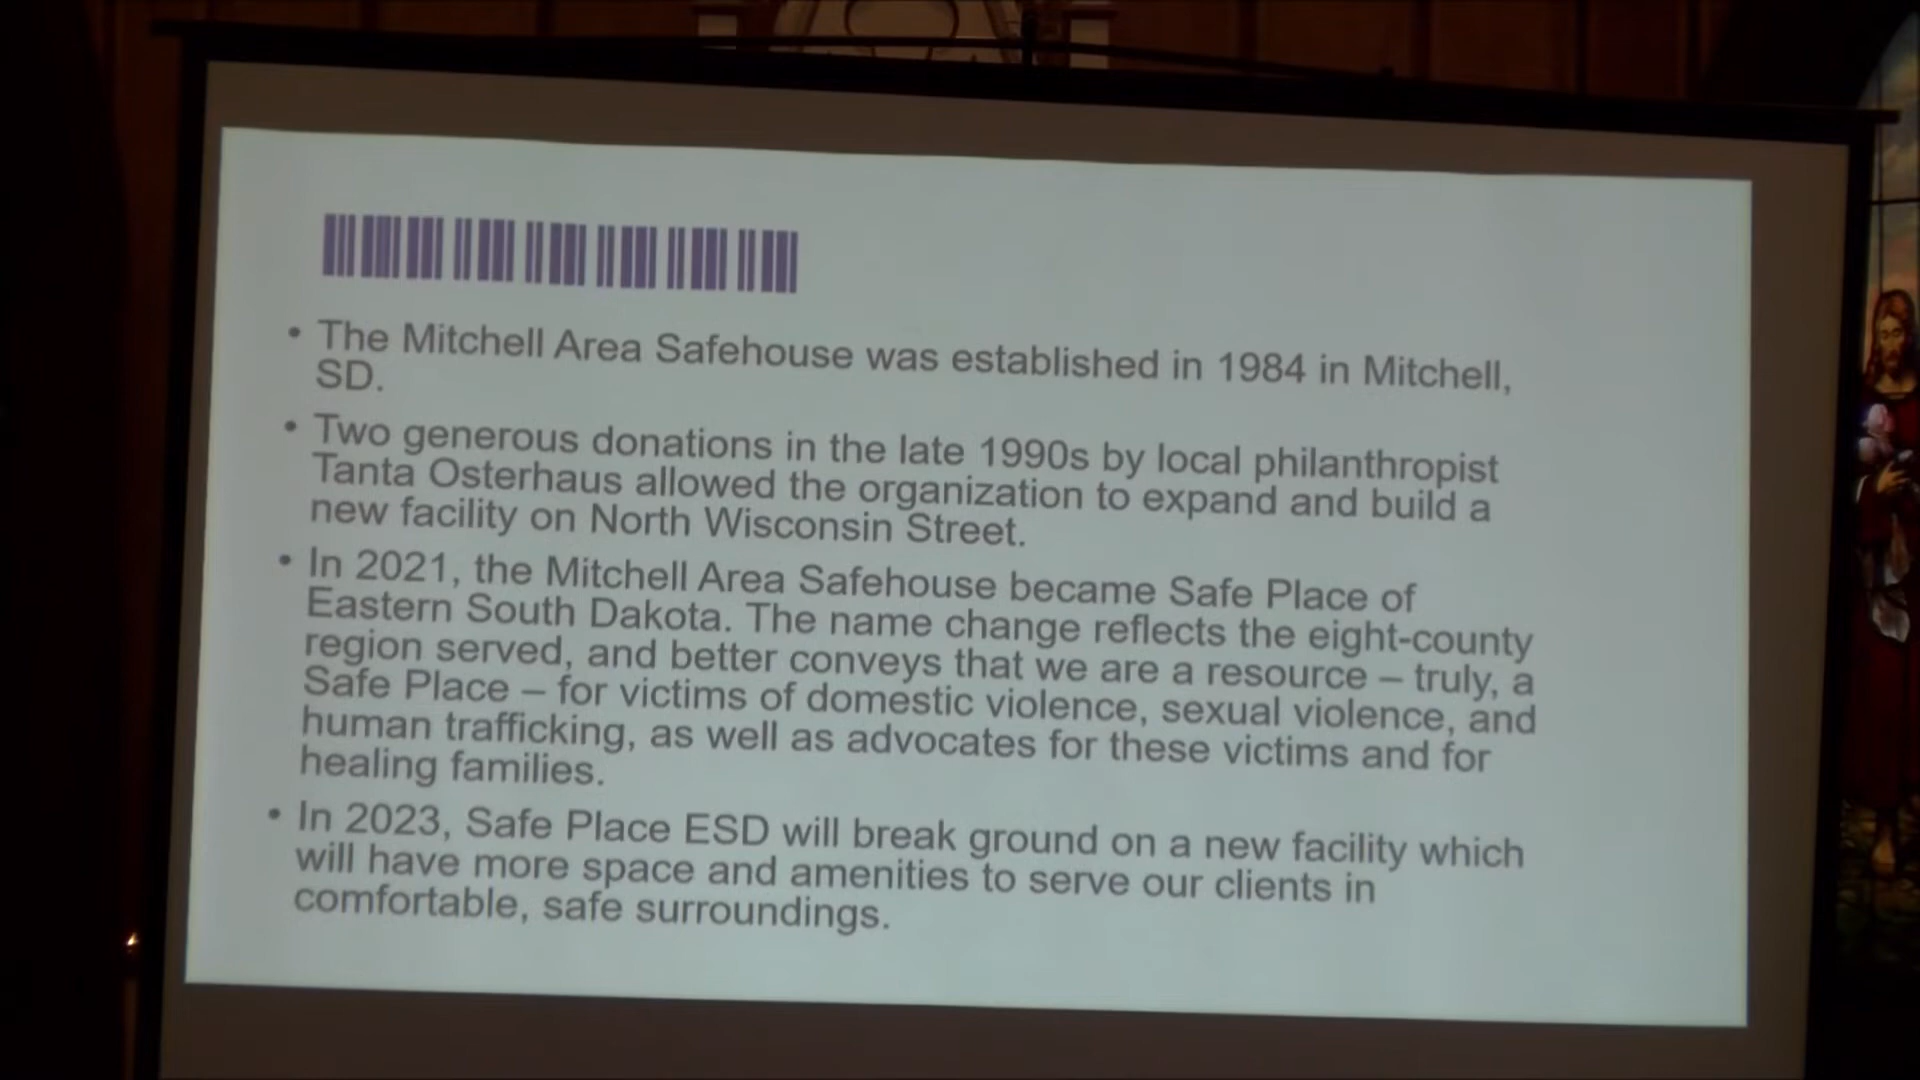 • The Mitchell Area Safehouse was established in 1984 in Mitchell,
SD.
• Two generous donations in the late 1990s by local philanthropist
Tanta Osterhaus allowed the organization to expand and build a
new facility on North Wisconsin Street.
• In 2021, the Mitchell Area Safehouse became Safe Place of
Eastern South Dakota. The name change reflects the eight-county
region served, and better conveys that we are a resource – truly, a
Safe Place – for victims of domestic violence, sexual violence, and
human trafficking, as well as advocates for these victims and for
healing families.
• In 2023, Safe Place ESD will break ground on a new facility which
will have more space and amenities to serve our clients in
comfortable, safe surroundings.